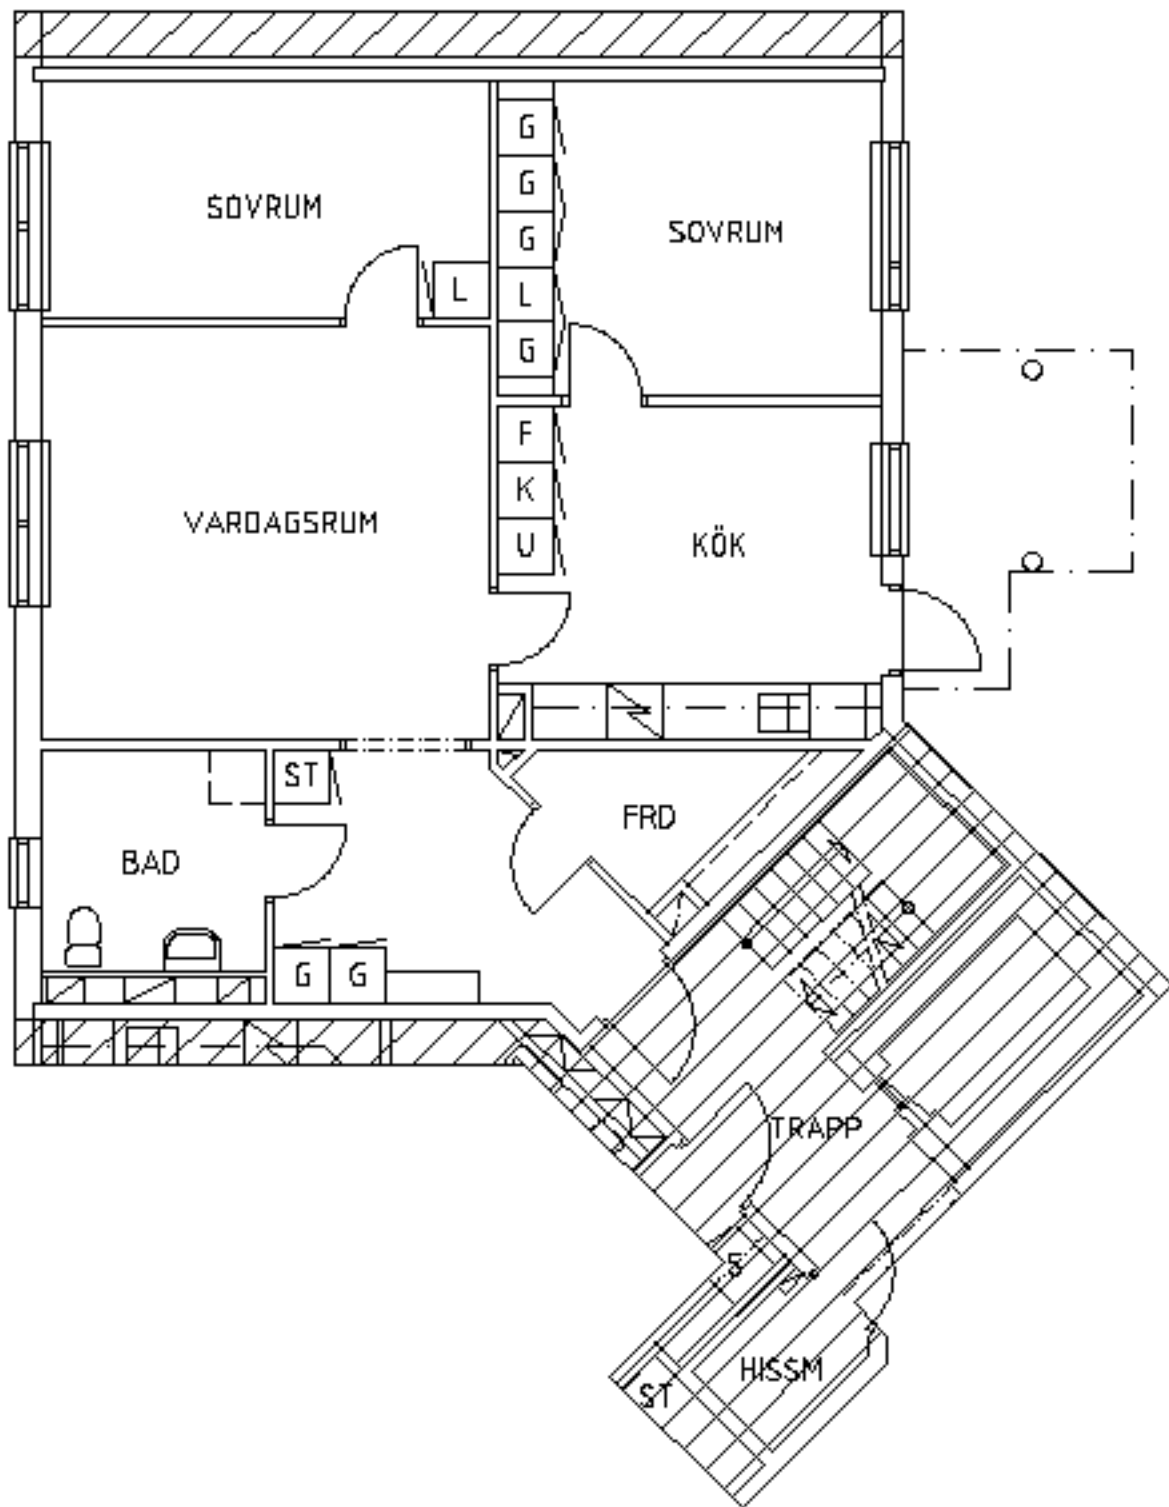 G
G
SOVRUM
SOVRUM
G
L
L
G
F
K
VARDAGSRUM
U
KÖK
ST
FRD
BAD
G G
TRAPP
S
HISSM
ST